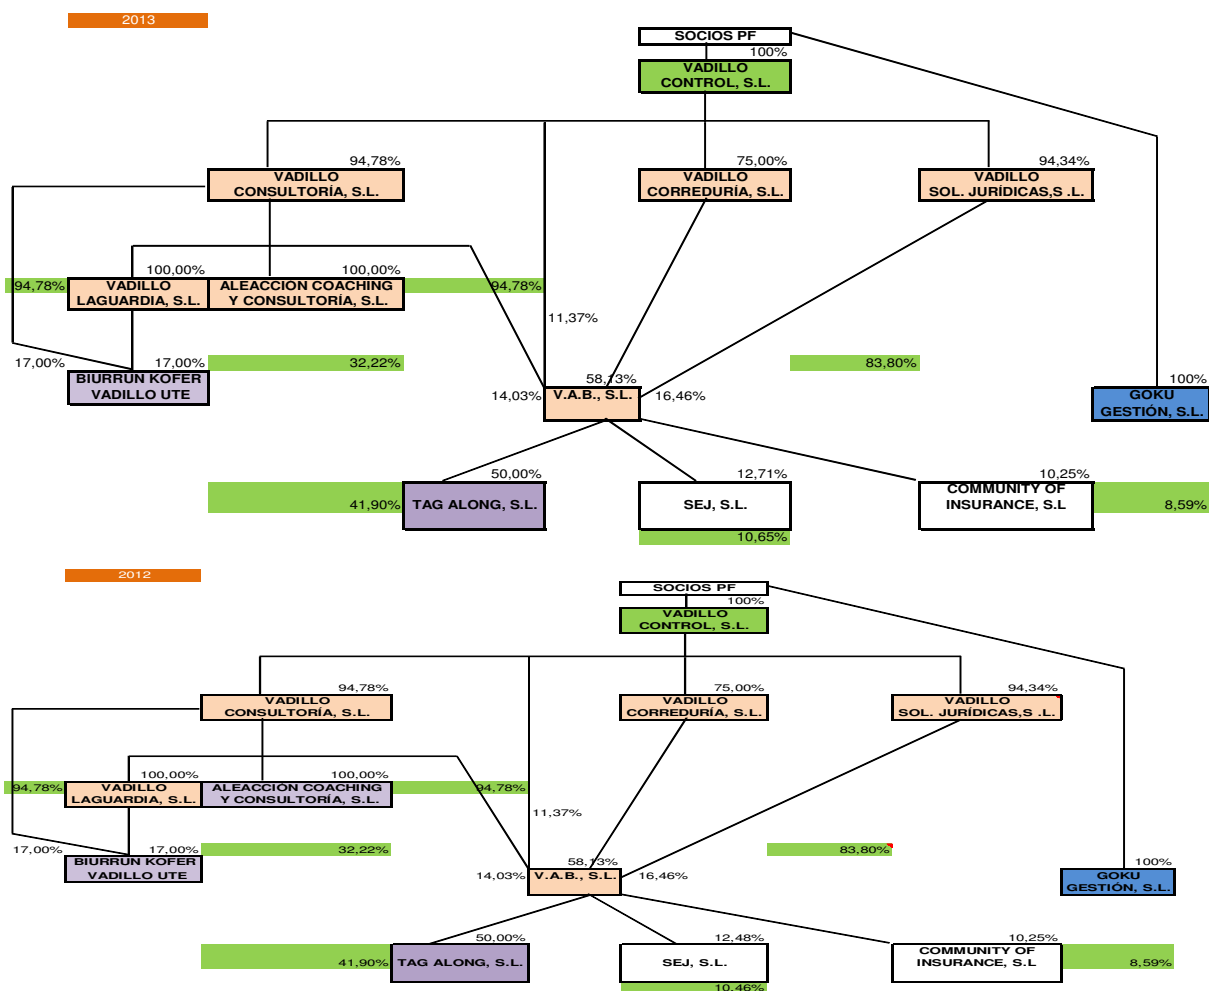 2013
SOCIOS PF
100%
VADILLO
CONTROL, S.L.
94,78%
75,00%
94,34%
VADILLO
CONSULTORÍA, S.L.
VADILLO
CORREDURÍA, S.L.
VADILLO
SOL. JURÍDICAS,S .L.
100,00%
100,00%
94,78%
VADILLO
LAGUARDIA, S.L.
ALEACCIÓN COACHING
Y CONSULTORÍA, S.L.
94,78%
11,37%
17,00%
17,00%
32,22%
83,80%
BIURRUN KOFER
VADILLO UTE
58,13%
14,03%
V.A.B., S.L.
16,46%
100%
GOKU
GESTIÓN, S.L.
50,00%
12,71%
10,25%
41,90%
TAG ALONG, S.L.
SEJ, S.L.
COMMUNITY OF
INSURANCE, S.L
8,59%
10,65%
2012
SOCIOS PF
100%
VADILLO
CONTROL, S.L.
94,78%
75,00%
94,34%
VADILLO
CONSULTORÍA, S.L.
VADILLO
CORREDURÍA, S.L.
VADILLO
SOL. JURÍDICAS,S .L.
100,00%
100,00%
94,78%
VADILLO
LAGUARDIA, S.L.
ALEACCIÓN COACHING
Y CONSULTORÍA, S.L.
94,78%
11,37%
17,00%
17,00%
32,22%
83,80%
BIURRUN KOFER
VADILLO UTE
58,13%
14,03%
V.A.B., S.L.
16,46%
100%
GOKU
GESTIÓN, S.L.
50,00%
12,48%
10,25%
41,90%
TAG ALONG, S.L.
SEJ, S.L.
COMMUNITY OF
INSURANCE, S.L
8,59%
10,46%